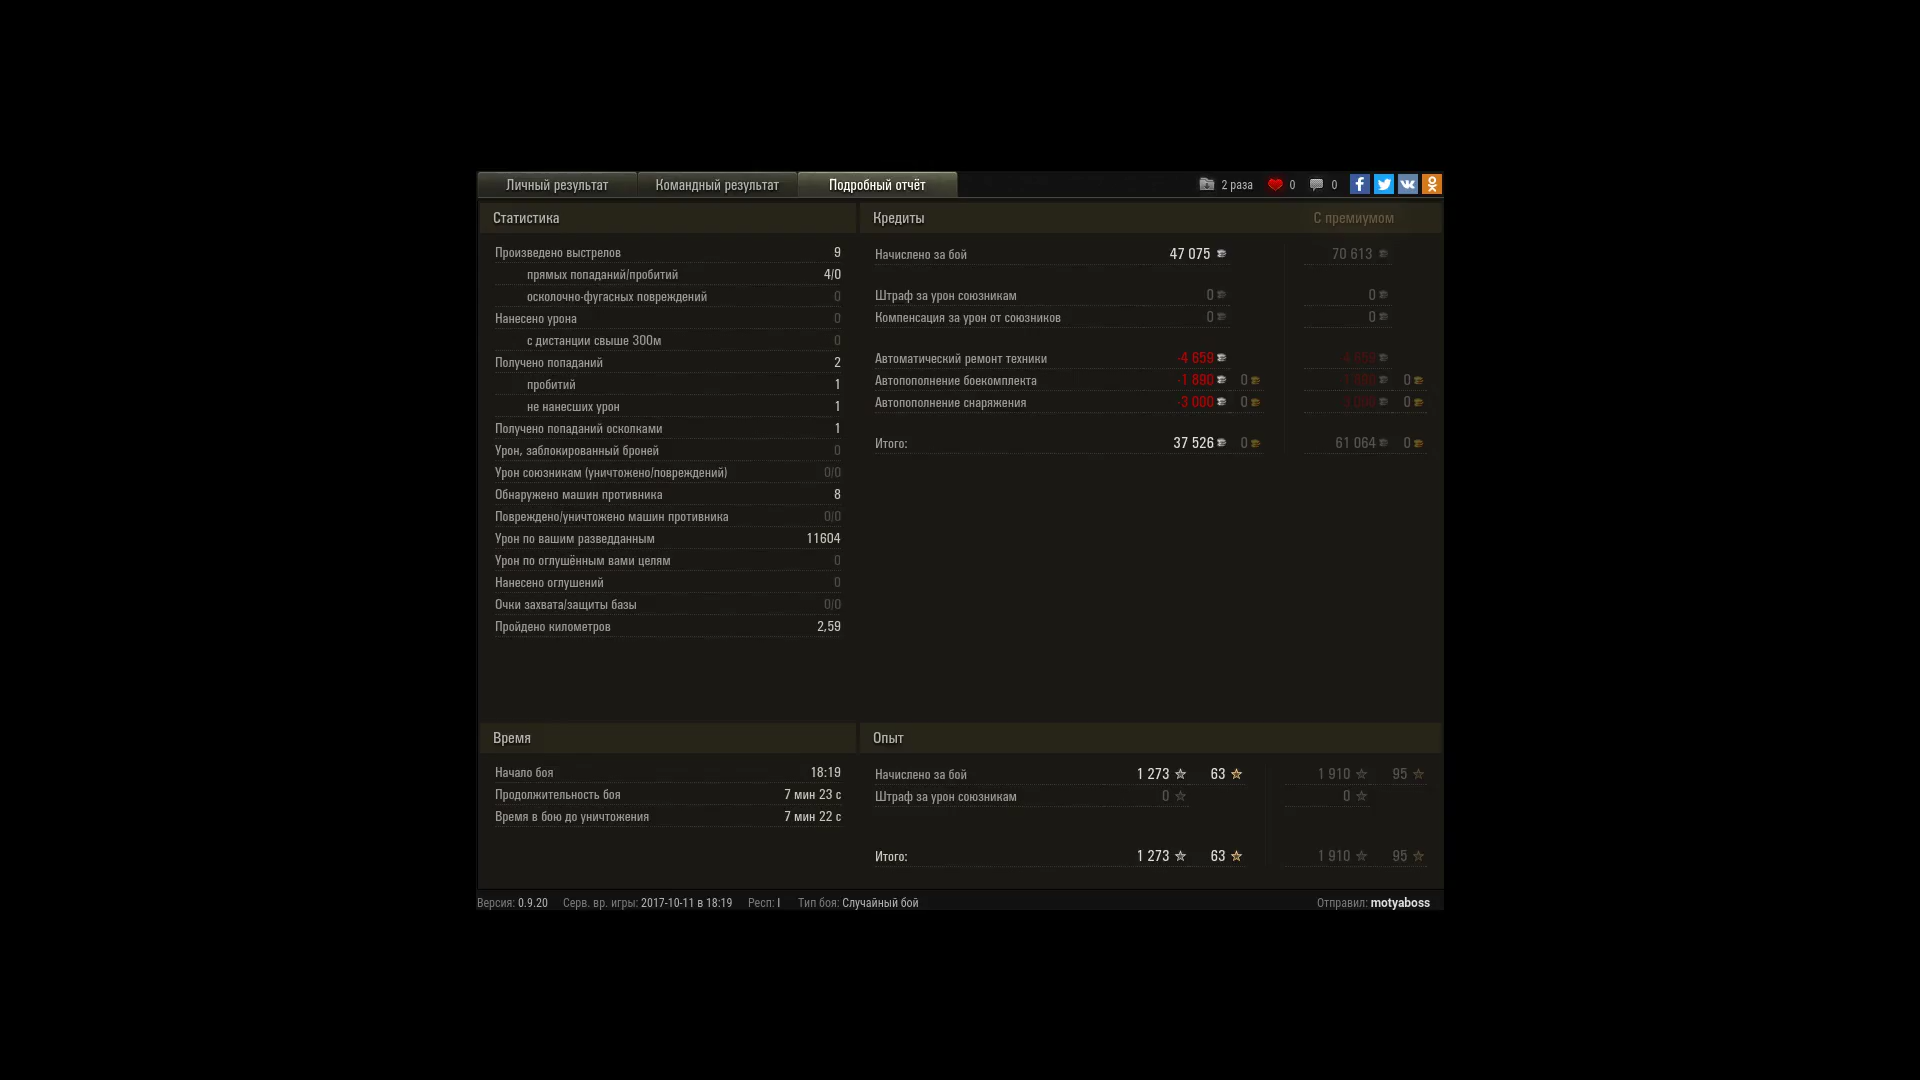 Личный результат Командный результат Подробный отчёт 2 раза 0 0
Статистика
Произведено выстрелов 9
прямых попаданий/пробитий 4/0
осколочно-фугасных повреждений 0
Нанесено урона 0
с дистанции свыше 300м 0
Получено попаданий 2
пробитий 1
не нанесших урон 1
Получено попаданий осколками 1
Урон, заблокированный броней 0
Урон союзникам (уничтожено/повреждений) 0/0
Обнаружено машин противника 8
Повреждено/уничтожено машин противника 0/0
Урон по вашим разведданным 11604
Урон по оглушённым вами целям 0
Нанесено оглушений 0
Очки захвата/защиты базы 0/0
Пройдено километров 2,59
Кредиты С премиумом
Начислено за бой 47 075 70 613
Штраф за урон союзникам 0 0
Компенсация за урон от союзников 0 0
Автоматический ремонт техники -4 659 -4 659
Автопополнение боекомплекта -1 890 0 -1 890 0
Автопополнение снаряжения -3 000 0 -3 000 0
Итого: 37 526 0 61 064 0
Время
Начало боя 18:19
Продолжительность боя 7 мин 23 с
Время в бою до уничтожения 7 мин 22 с
Опыт
Начислено за бой 1 273 63 1 910 95
Штраф за урон союзникам 0 0
Итого: 1 273 63 1 910 95
Версия: 0.9.20 Серв. вр. игры: 2017-10-11 в 18:19 Респ: I Тип боя: Случайный бой Отправил: motyaboss